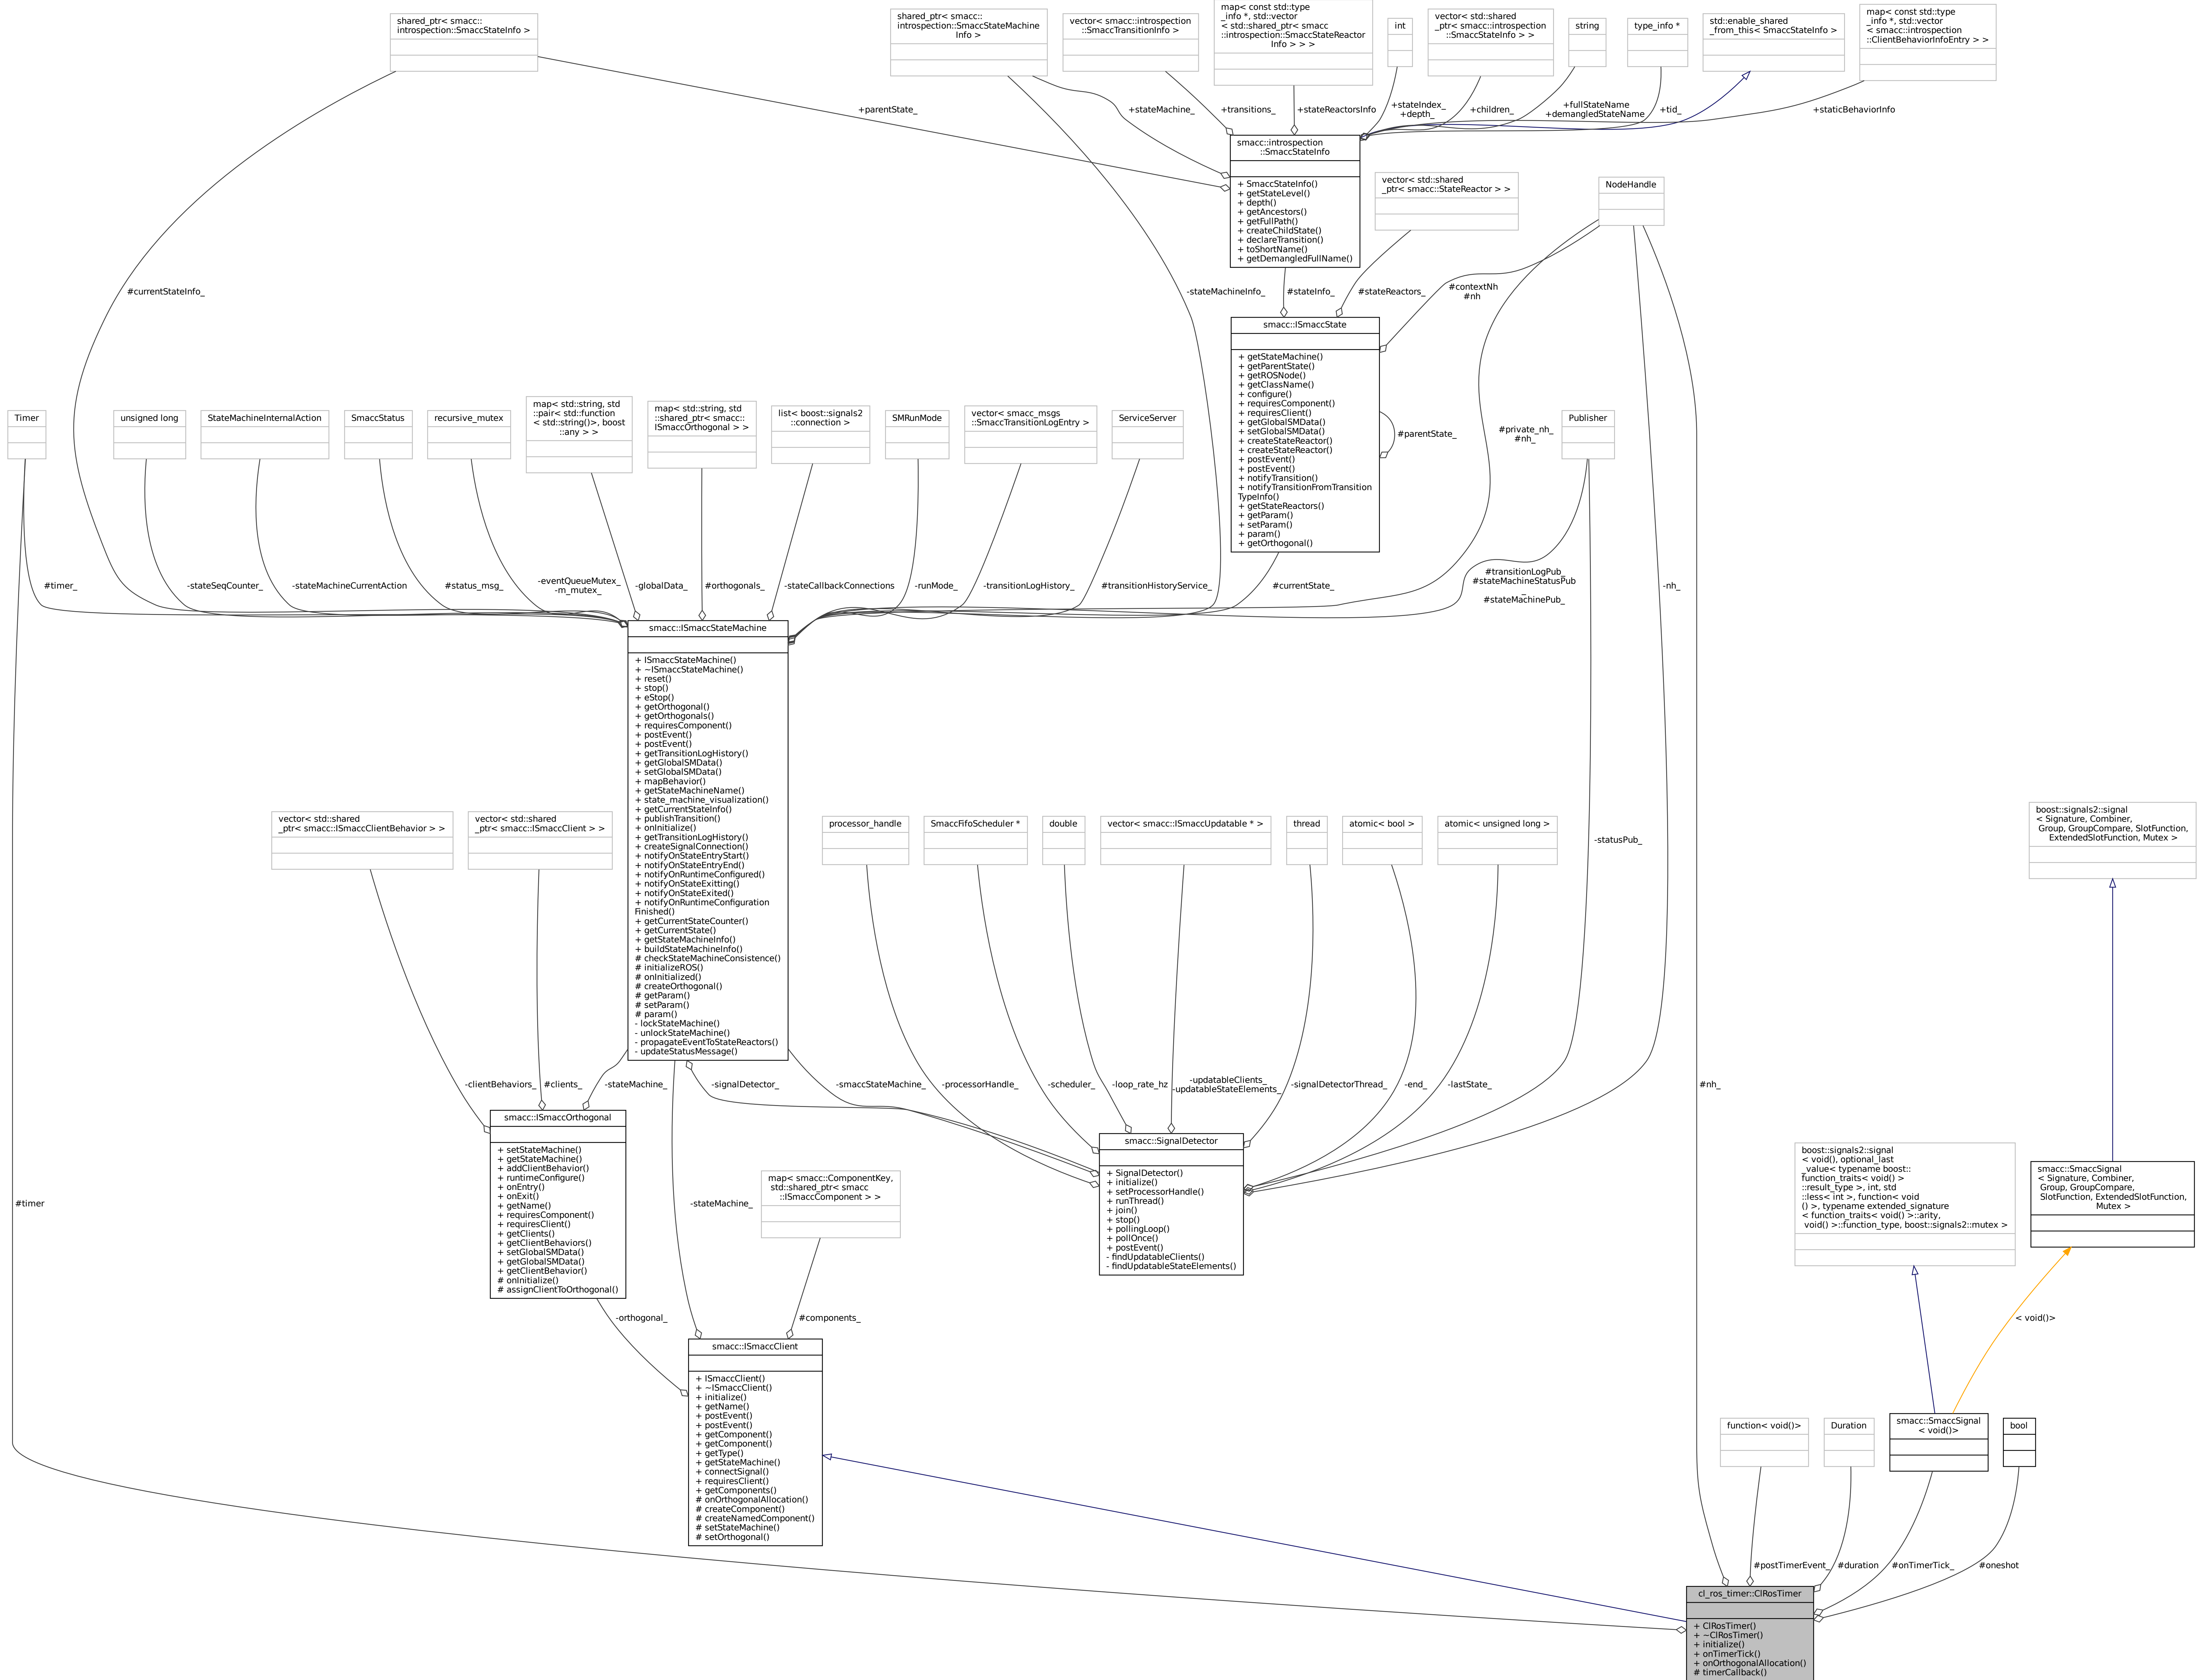 shared_ptr< smacc::
introspection::SmaccStateInfo >
shared_ptr< smacc::
introspection::SmaccStateMachine
Info >
vector< smacc::introspection
::SmaccTransitionInfo >
map< const std::type
_info *, std::vector
< std::shared_ptr< smacc
::introspection::SmaccStateReactor
Info > > >
int
vector< std::shared
_ptr< smacc::introspection
::SmaccStateInfo > >
string
type_info *
std::enable_shared
_from_this< SmaccStateInfo >
map< const std::type
_info *, std::vector
< smacc::introspection
::ClientBehaviorInfoEntry > >
+parentState_
+stateMachine_
+transitions_
+stateReactorsInfo
+stateIndex_
+depth_
+children_
+fullStateName
+demangledStateName
+tid_
+staticBehaviorInfo
smacc::introspection
::SmaccStateInfo
+ SmaccStateInfo()
+ getStateLevel()
+ depth()
+ getAncestors()
+ getFullPath()
+ createChildState()
+ declareTransition()
+ toShortName()
+ getDemangledFullName()
vector< std::shared
_ptr< smacc::StateReactor > >
NodeHandle
#currentStateInfo_
-stateMachineInfo_
#stateInfo_
#stateReactors_
#contextNh
#nh
smacc::ISmaccState
+ getStateMachine()
+ getParentState()
+ getROSNode()
+ getClassName()
+ configure()
+ requiresComponent()
+ requiresClient()
+ getGlobalSMData()
+ setGlobalSMData()
+ createStateReactor()
+ createStateReactor()
+ postEvent()
+ postEvent()
+ notifyTransition()
+ notifyTransitionFromTransition
TypeInfo()
+ getStateReactors()
+ getParam()
+ setParam()
+ param()
+ getOrthogonal()
#parentState_
#private_nh_
#nh_
Timer
unsigned long
StateMachineInternalAction
SmaccStatus
recursive_mutex
map< std::string, std
::pair< std::function
< std::string()>, boost
::any > >
map< std::string, std
::shared_ptr< smacc::
ISmaccOrthogonal > >
list< boost::signals2
::connection >
SMRunMode
vector< smacc_msgs
::SmaccTransitionLogEntry >
ServiceServer
Publisher
#timer_
-stateSeqCounter_
-stateMachineCurrentAction
#status_msg_
-eventQueueMutex_
-m_mutex_
-globalData_
#orthogonals_
-stateCallbackConnections
-runMode_
-transitionLogHistory_
#transitionHistoryService_
#currentState_
#transitionLogPub_
#stateMachineStatusPub
_
#stateMachinePub_
-nh_
smacc::ISmaccStateMachine
+ ISmaccStateMachine()
+ ~ISmaccStateMachine()
+ reset()
+ stop()
+ eStop()
+ getOrthogonal()
+ getOrthogonals()
+ requiresComponent()
+ postEvent()
+ postEvent()
+ getTransitionLogHistory()
+ getGlobalSMData()
+ setGlobalSMData()
+ mapBehavior()
+ getStateMachineName()
+ state_machine_visualization()
+ getCurrentStateInfo()
+ publishTransition()
+ onInitialize()
+ getTransitionLogHistory()
+ createSignalConnection()
+ notifyOnStateEntryStart()
+ notifyOnStateEntryEnd()
+ notifyOnRuntimeConfigured()
+ notifyOnStateExitting()
+ notifyOnStateExited()
+ notifyOnRuntimeConfiguration
Finished()
+ getCurrentStateCounter()
+ getCurrentState()
+ getStateMachineInfo()
+ buildStateMachineInfo()
# checkStateMachineConsistence()
# initializeROS()
# onInitialized()
# createOrthogonal()
# getParam()
# setParam()
# param()
- lockStateMachine()
- unlockStateMachine()
- propagateEventToStateReactors()
- updateStatusMessage()
vector< std::shared
_ptr< smacc::ISmaccClientBehavior > >
vector< std::shared
_ptr< smacc::ISmaccClient > >
processor_handle
SmaccFifoScheduler *
double
vector< smacc::ISmaccUpdatable * >
thread
atomic< bool >
atomic< unsigned long >
-statusPub_
boost::signals2::signal
< Signature, Combiner,
Group, GroupCompare, SlotFunction,
ExtendedSlotFunction, Mutex >
-clientBehaviors_
#clients_
-stateMachine_
-signalDetector_
-smaccStateMachine_
-processorHandle_
-scheduler_
-loop_rate_hz
-updatableClients_
-updatableStateElements_
-signalDetectorThread_
-end_
-lastState_
#nh_
smacc::ISmaccOrthogonal
+ setStateMachine()
+ getStateMachine()
+ addClientBehavior()
+ runtimeConfigure()
+ onEntry()
+ onExit()
+ getName()
+ requiresComponent()
+ requiresClient()
+ getClients()
+ getClientBehaviors()
+ setGlobalSMData()
+ getGlobalSMData()
+ getClientBehavior()
# onInitialize()
# assignClientToOrthogonal()
smacc::SignalDetector
+ SignalDetector()
+ initialize()
+ setProcessorHandle()
+ runThread()
+ join()
+ stop()
+ pollingLoop()
+ pollOnce()
+ postEvent()
- findUpdatableClients()
- findUpdatableStateElements()
#timer
-stateMachine_
map< smacc::ComponentKey,
std::shared_ptr< smacc
::ISmaccComponent > >
boost::signals2::signal
< void(), optional_last
_value< typename boost::
function_traits< void() >
::result_type >, int, std
::less< int >, function< void
() >, typename extended_signature
< function_traits< void() >::arity,
void() >::function_type, boost::signals2::mutex >
smacc::SmaccSignal
< Signature, Combiner,
Group, GroupCompare,
SlotFunction, ExtendedSlotFunction,
Mutex >
-orthogonal_
#components_
< void()>
smacc::ISmaccClient
+ ISmaccClient()
+ ~ISmaccClient()
+ initialize()
+ getName()
+ postEvent()
+ postEvent()
+ getComponent()
+ getComponent()
+ getType()
+ getStateMachine()
+ connectSignal()
+ requiresClient()
+ getComponents()
# onOrthogonalAllocation()
# createComponent()
# createNamedComponent()
# setStateMachine()
# setOrthogonal()
function< void()>
Duration
smacc::SmaccSignal
< void()>
bool
#postTimerEvent_
#duration
#onTimerTick_
#oneshot
cl_ros_timer::ClRosTimer
+ ClRosTimer()
+ ~ClRosTimer()
+ initialize()
+ onTimerTick()
+ onOrthogonalAllocation()
# timerCallback()